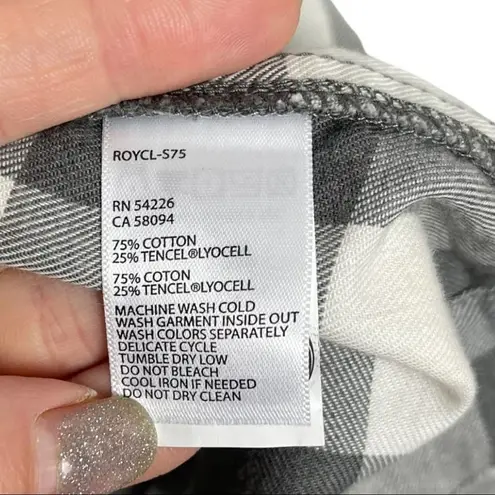 ROYCL-S75
RN 54226
CA 58094
75% COTTON
25% TENCEL®LYOCELL
75% COTON
25% TENCEL®LYOCELL
MACHINE WASH COLD
WASH GARMENT INSIDE OUT
WASH COLORS SEPARATELY
DELICATE CYCLE
TUMBLE DRY LOW
DO NOT BLEACH
COOL IRON IF NEEDED
DO NOT DRY CLEAN